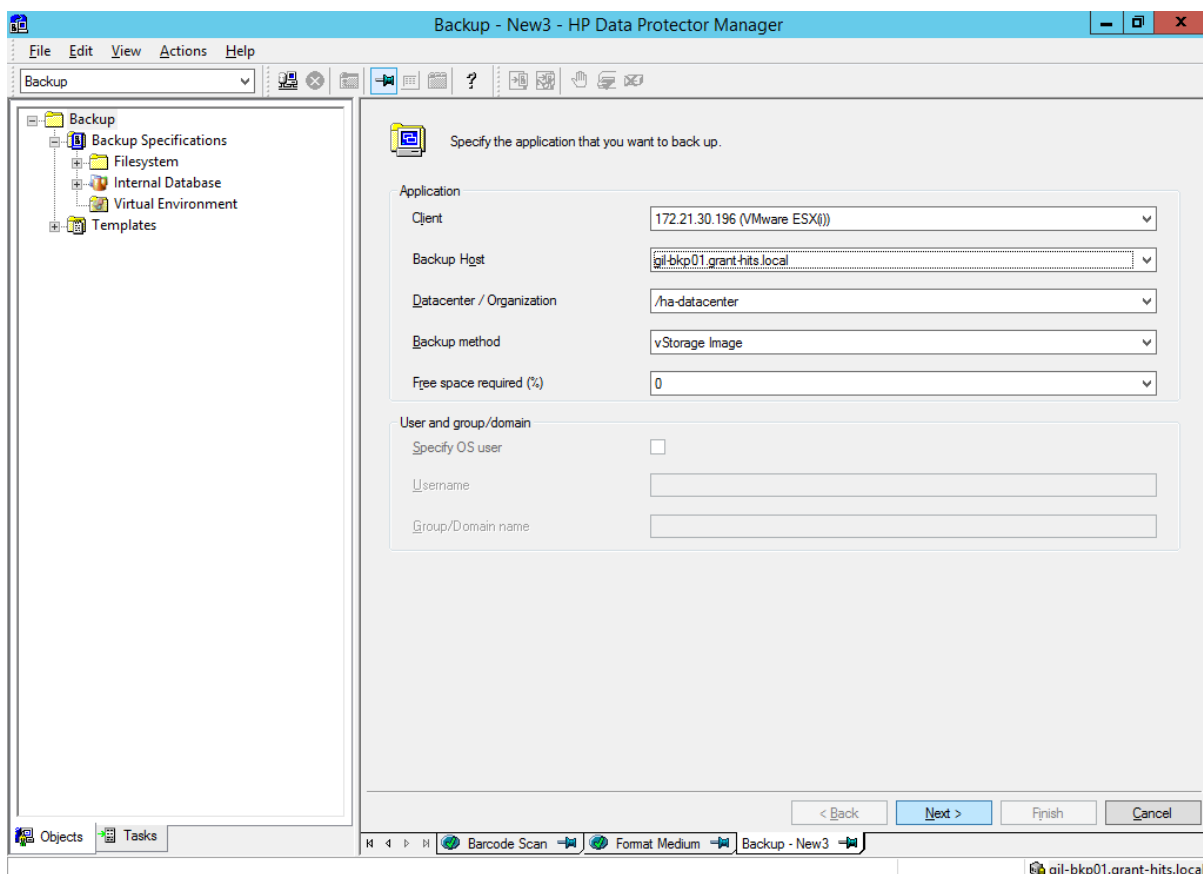 Backup - New3 - HP Data Protector Manager
File Edit View Actions Help
Backup
Backup
Backup Specifications
Filesystem
Internal Database
Virtual Environment
Templates
Objects Tasks
Specify the application that you want to back up.
Application
Client 172.21.30.196 (VMware ESX(i))
Backup Host gil-bkp01.grant-hits.local
Datacenter / Organization /ha-datacenter
Backup method vStorage Image
Free space required (%) 0
User and group/domain
Specify OS user
Username
Group/Domain name
< Back Next > Finish Cancel
Barcode Scan Format Medium Backup - New3
gil-bkp01.grant-hits.local